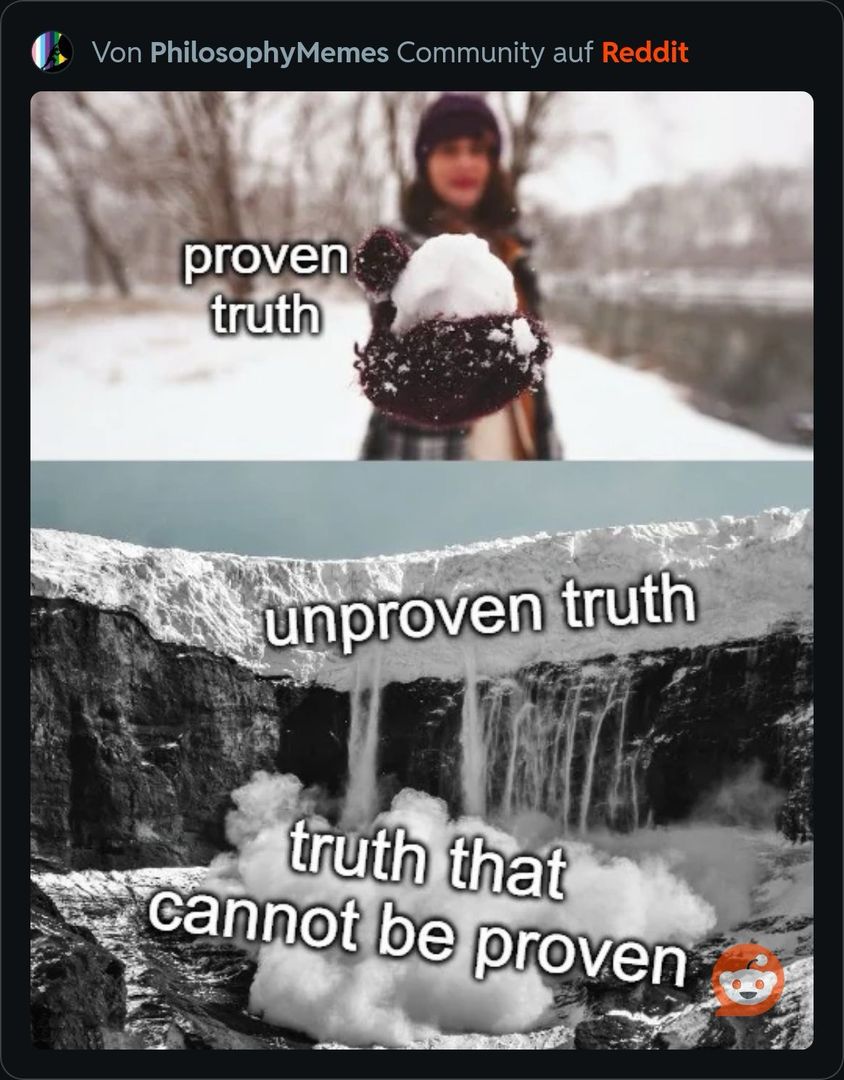 Von PhilosophyMemes Community auf Reddit
proven
truth
unproven truth
truth that
cannot be proven